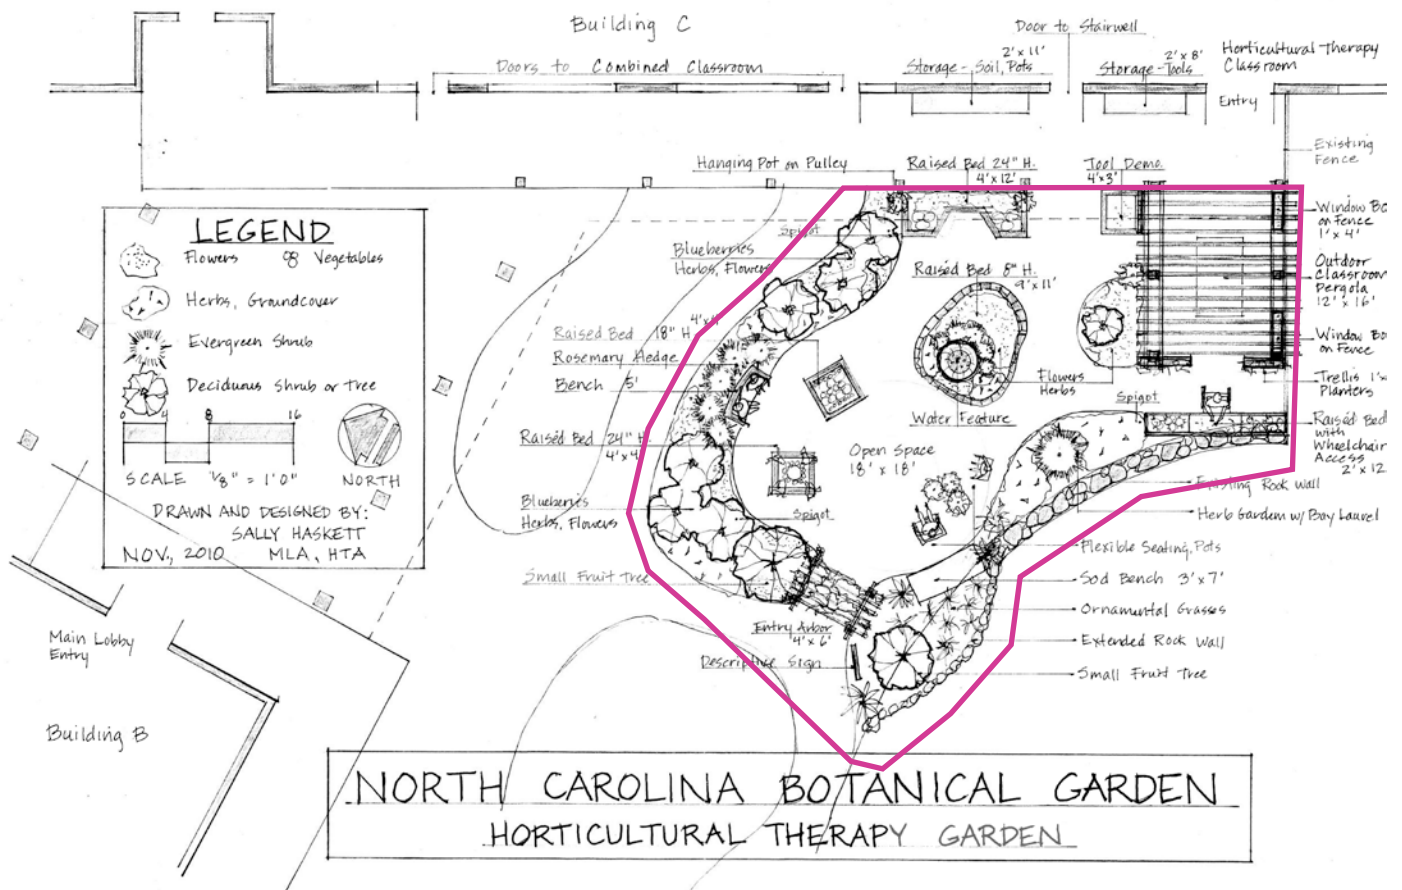 Building C
Door to Stairwell
Doors to Combined Classroom
2' x 11'
Storage - Soil, Pots
2' x 8'
Storage - Tools
Horticultural Therapy
Classroom
Entry
Existing
Fence
Hanging Pot on Pulley
Raised Bed 24" H.
4' x 12'
Tool Demo.
4' x 3'
LEGEND
Flowers
Vegetables
Herbs, Groundcover
Evergreen Shrub
Deciduous Shrub or Tree
0 4 8 16
SCALE 1/8" = 1'0"
NORTH
DRAWN AND DESIGNED BY:
SALLY HASKETT
NOV., 2010 MLA, HTA
Spigot
Blueberries
Herbs, Flowers
Raised Bed 8" H.
9' x 11'
Raised Bed 18" H.
Rosemary Hedge
Bench 5'
Flowers
Herbs
Water Feature
Spigot
Raised Bed 24" H.
4' x 4'
Open Space
18' x 18'
Blueberries
Herbs, Flowers
Spigot
Small Fruit Tree
Entry Arbor
4' x 6'
Descriptive Sign
Window Bo
on Fence
1' x 4'
Outdoor
Classroom
Pergola
12' x 16'
Window Bo
on Fence
Trellis 1'x
Planters
Raised Bed
with
Wheelchair
Access
2' x 12
Existing Rock Wall
Herb Garden w/ Bay Laurel
Flexible Seating, Pots
Sod Bench 3' x 7'
Ornamental Grasses
Extended Rock Wall
Small Fruit Tree
Main Lobby
Entry
Building B
NORTH CAROLINA BOTANICAL GARDEN
HORTICULTURAL THERAPY GARDEN